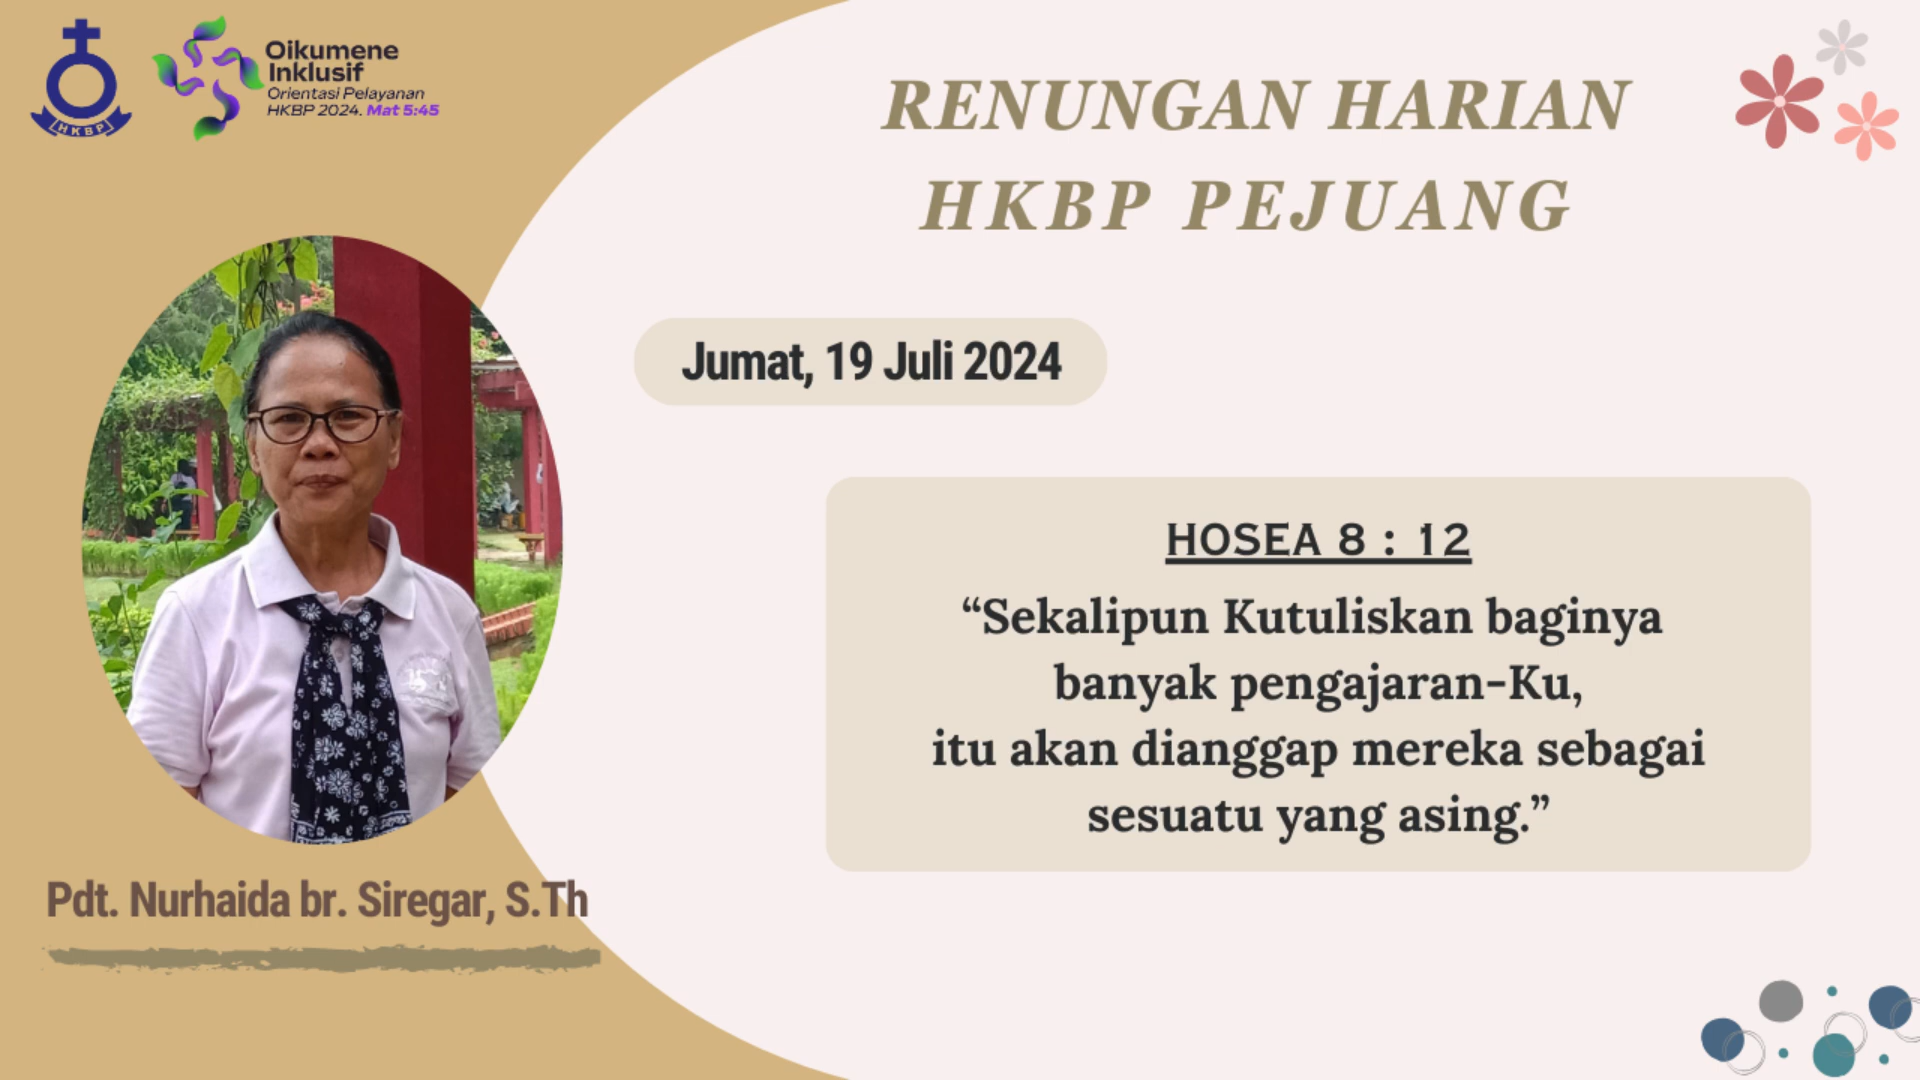 HKBP
Oikumene
Inklusif
Orientasi Pelayanan
HKBP 2024. Mat 5:45
RENUNGAN HARIAN
HKBP PEJUANG
Jumat, 19 Juli 2024
HOSEA 8 : 12
“Sekalipun Kutuliskan baginya
banyak pengajaran-Ku,
itu akan dianggap mereka sebagai
sesuatu yang asing.”
Pdt. Nurhaida br. Siregar, S.Th